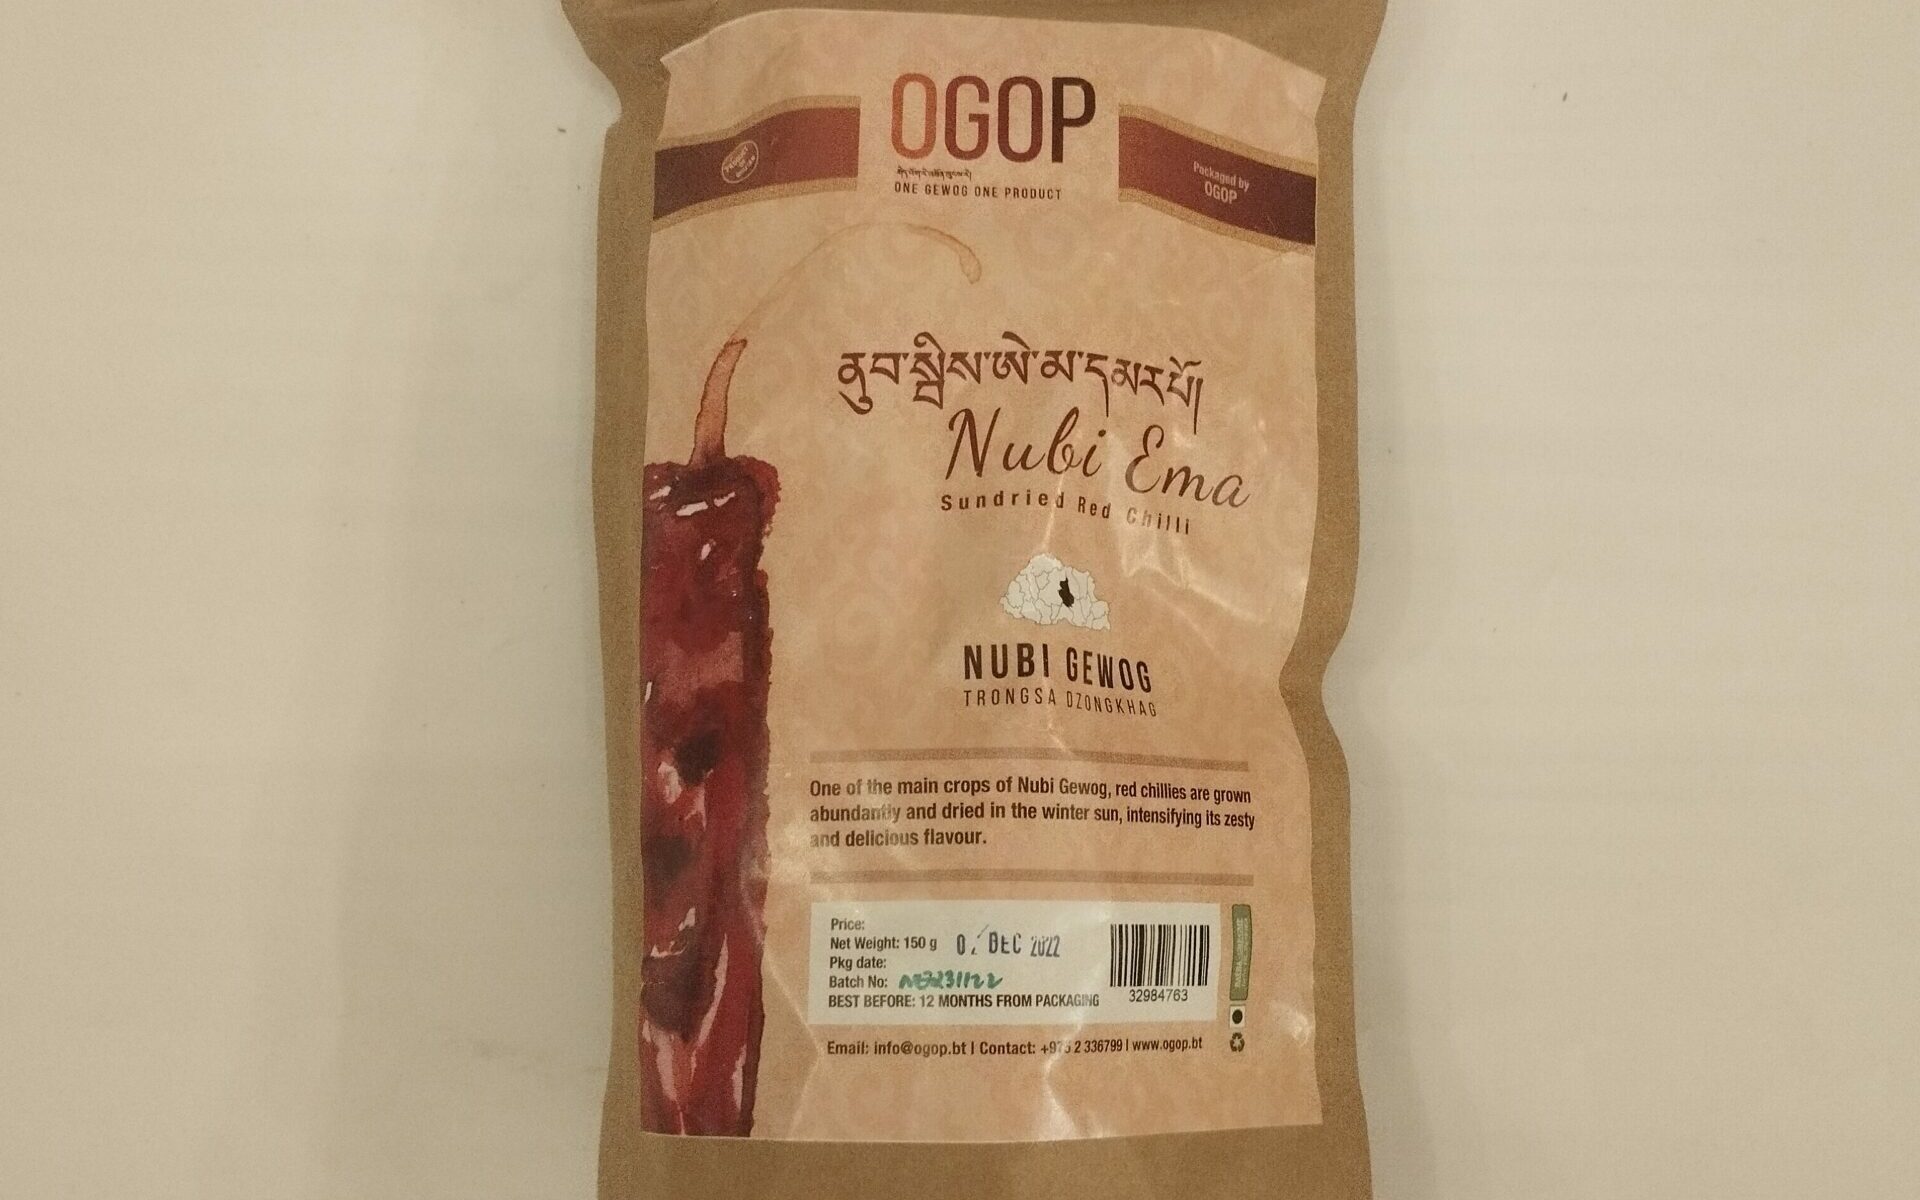 OGOP
ONE GEWOG ONE PRODUCT
PRODUCT OF BHUTAN
Packaged by
OGOP
ནུབ་སྦིས་ཨེ་མ་དམརཔོ།
Nubi Ema
Sundried Red Chilli
NUBI GEWOG
TRONGSA DZONGKHAG
One of the main crops of Nubi Gewog, red chillies are grown
abundantly and dried in the winter sun, intensifying its zesty
and delicious flavour.
Price:
Net Weight: 150 g
DEC 2022
Pkg date:
Batch No:
BEST BEFORE: 12 MONTHS FROM PACKAGING
32984763
Email: info@ogop.bt | Contact: +975 2 336799 | www.ogop.bt